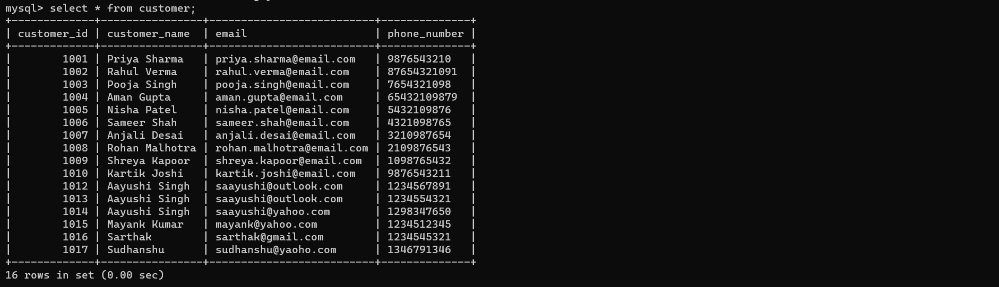 mysql> select * from customer;
+-------------+----------------+-------------------------+--------------+
| customer_id | customer_name  | email                   | phone_number |
+-------------+----------------+-------------------------+--------------+
|        1001 | Priya Sharma   | priya.sharma@email.com  | 9876543210   |
|        1002 | Rahul Verma    | rahul.verma@email.com   | 87654321091  |
|        1003 | Pooja Singh    | pooja.singh@email.com   | 7654321098   |
|        1004 | Aman Gupta     | aman.gupta@email.com    | 65432109879  |
|        1005 | Nisha Patel    | nisha.patel@email.com   | 5432109876   |
|        1006 | Sameer Shah    | sameer.shah@email.com   | 4321098765   |
|        1007 | Anjali Desai   | anjali.desai@email.com  | 3210987654   |
|        1008 | Rohan Malhotra | rohan.malhotra@email.com | 2109876543   |
|        1009 | Shreya Kapoor  | shreya.kapoor@email.com | 1098765432   |
|        1010 | Kartik Joshi   | kartik.joshi@email.com  | 9876543211   |
|        1012 | Aayushi Singh  | saayushi@outlook.com    | 1234567891   |
|        1013 | Aayushi Singh  | saayushi@outlook.com    | 1234554321   |
|        1014 | Aayushi Singh  | saayushi@yahoo.com      | 1298347650   |
|        1015 | Mayank Kumar   | mayank@yahoo.com        | 1234512345   |
|        1016 | Sarthak        | sarthak@gmail.com       | 1234545321   |
|        1017 | Sudhanshu      | sudhanshu@yaoho.com     | 1346791346   |
+-------------+----------------+-------------------------+--------------+
16 rows in set (0.00 sec)